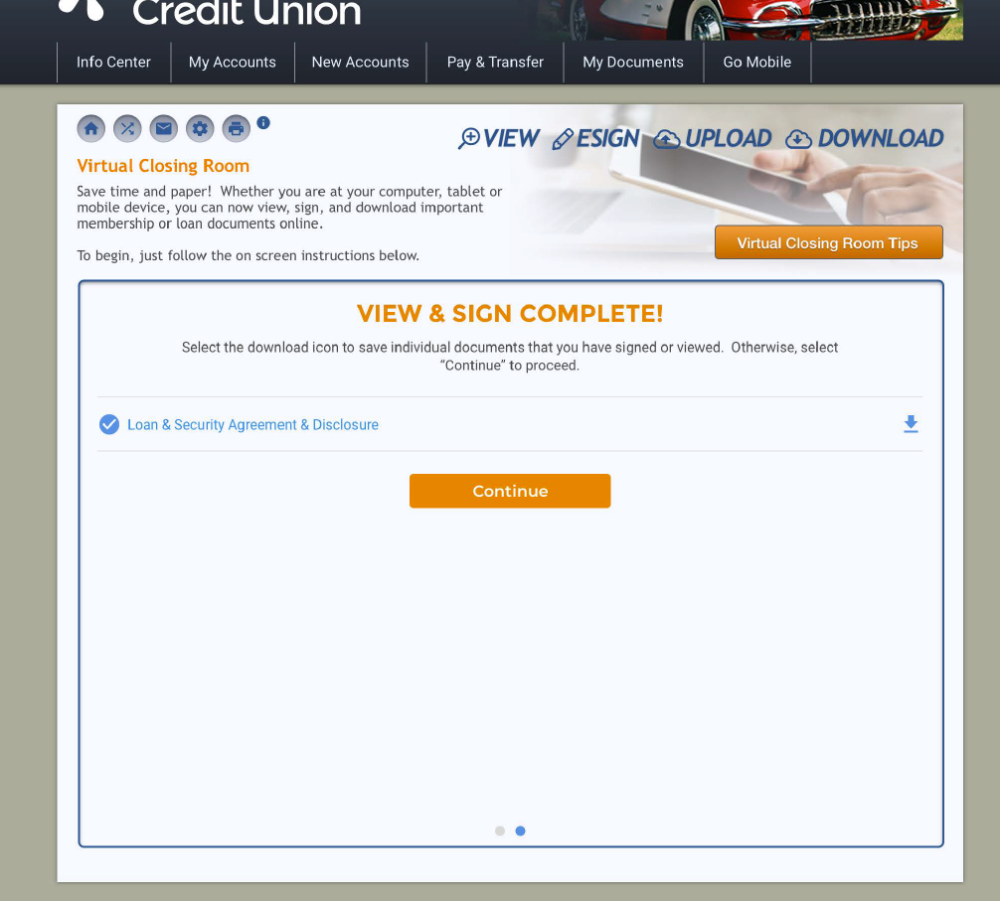 Credit Union
Info Center
My Accounts
New Accounts
Pay & Transfer
My Documents
Go Mobile
i
VIEW
ESIGN
UPLOAD
DOWNLOAD
Virtual Closing Room
Save time and paper!  Whether you are at your computer, tablet or
mobile device, you can now view, sign, and download important
membership or loan documents online.
To begin, just follow the on screen instructions below.
Virtual Closing Room Tips
VIEW & SIGN COMPLETE!
Select the download icon to save individual documents that you have signed or viewed.  Otherwise, select
“Continue” to proceed.
Loan & Security Agreement & Disclosure
Continue